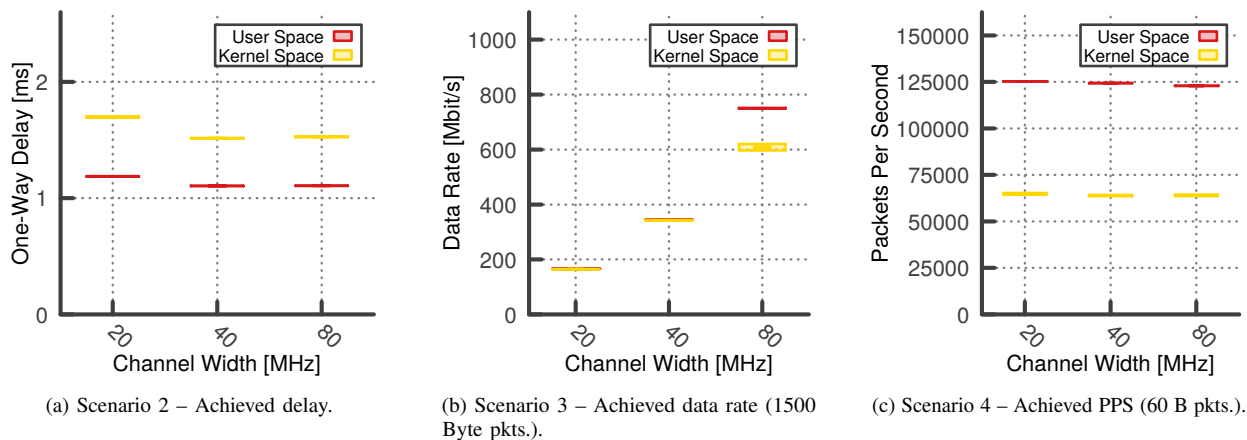 User Space
Kernel Space
2
1
0
One-Way Delay [ms]
20
40
80
Channel Width [MHz]
(a) Scenario 2 – Achieved delay.
User Space
Kernel Space
1000
800
600
400
200
0
Data Rate [Mbit/s]
20
40
80
Channel Width [MHz]
(b) Scenario 3 – Achieved data rate (1500
Byte pkts.).
User Space
Kernel Space
150000
125000
100000
75000
50000
25000
0
Packets Per Second
20
40
80
Channel Width [MHz]
(c) Scenario 4 – Achieved PPS (60 B pkts.).